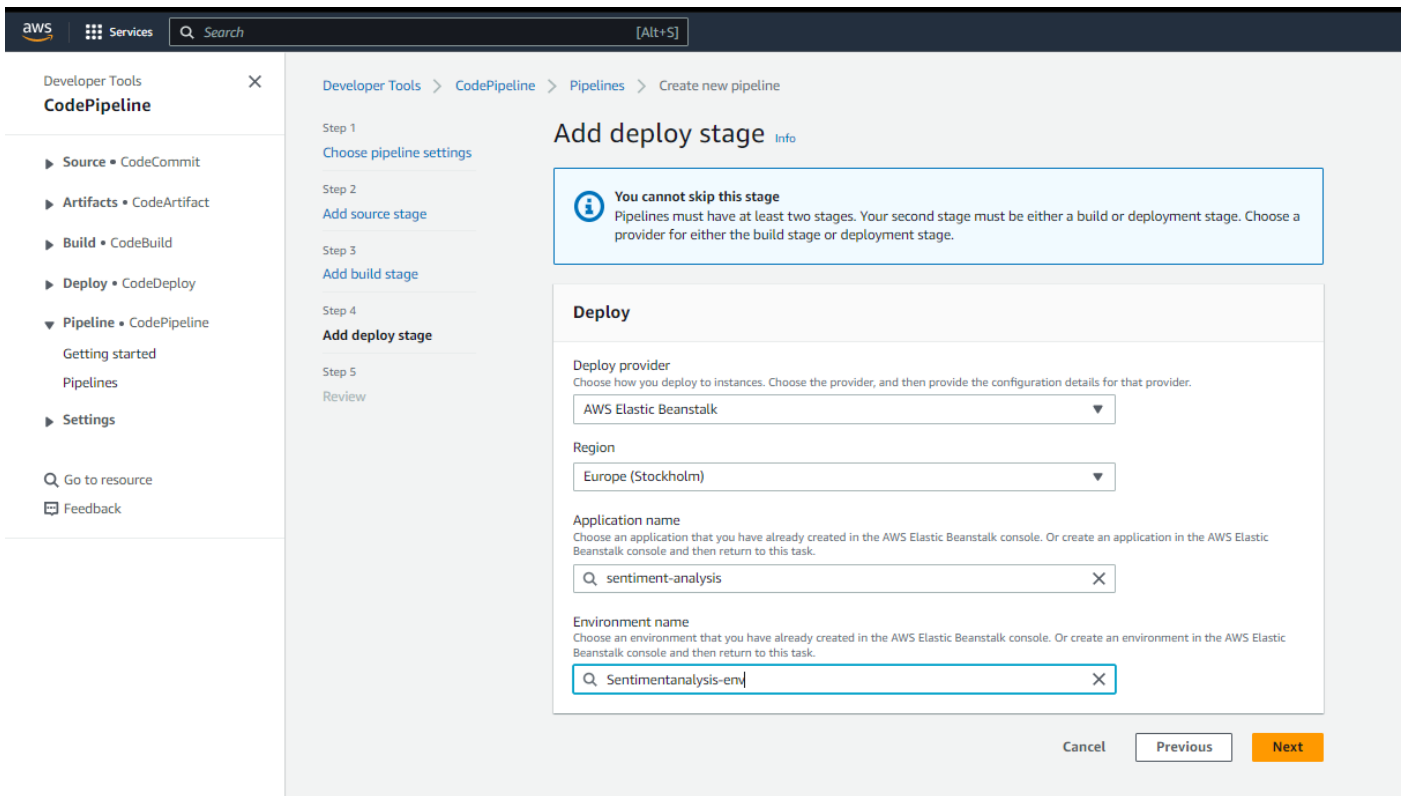 aws Services Search [Alt+S]
Developer Tools
CodePipeline
Source • CodeCommit
Artifacts • CodeArtifact
Build • CodeBuild
Deploy • CodeDeploy
Pipeline • CodePipeline
Getting started
Pipelines
Settings
Go to resource
Feedback
Developer Tools > CodePipeline > Pipelines > Create new pipeline
Step 1
Choose pipeline settings
Step 2
Add source stage
Step 3
Add build stage
Step 4
Add deploy stage
Step 5
Review
Add deploy stage Info
You cannot skip this stage
Pipelines must have at least two stages. Your second stage must be either a build or deployment stage. Choose a
provider for either the build stage or deployment stage.
Deploy
Deploy provider
Choose how you deploy to instances. Choose the provider, and then provide the configuration details for that provider.
AWS Elastic Beanstalk
Region
Europe (Stockholm)
Application name
Choose an application that you have already created in the AWS Elastic Beanstalk console. Or create an application in the AWS Elastic
Beanstalk console and then return to this task.
sentiment-analysis
Environment name
Choose an environment that you have already created in the AWS Elastic Beanstalk console. Or create an environment in the AWS Elastic
Beanstalk console and then return to this task.
Sentimentanalysis-env
Cancel Previous Next